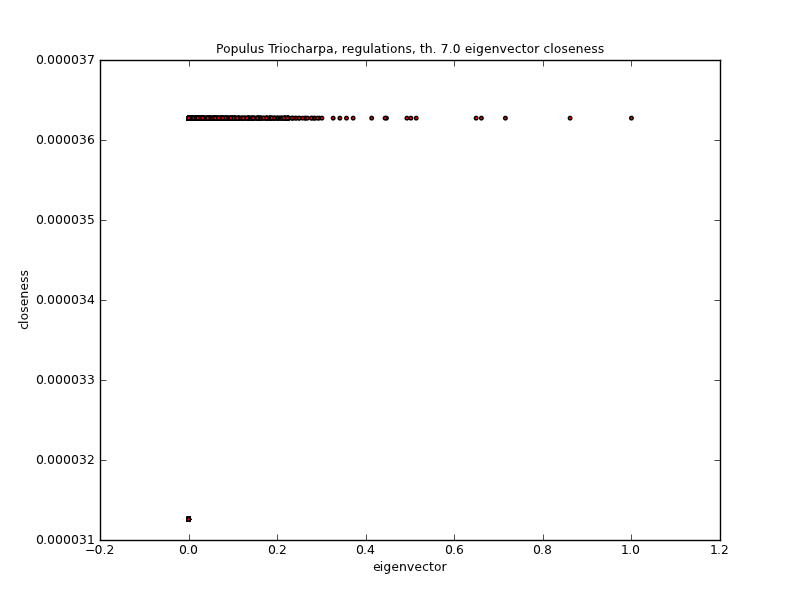 Populus Triocharpa, regulations, th. 7.0 eigenvector closeness
0.000037
0.000036
0.000035
0.000034
0.000033
0.000032
0.000031
closeness
−0.2 0.0 0.2 0.4 0.6 0.8 1.0 1.2
eigenvector